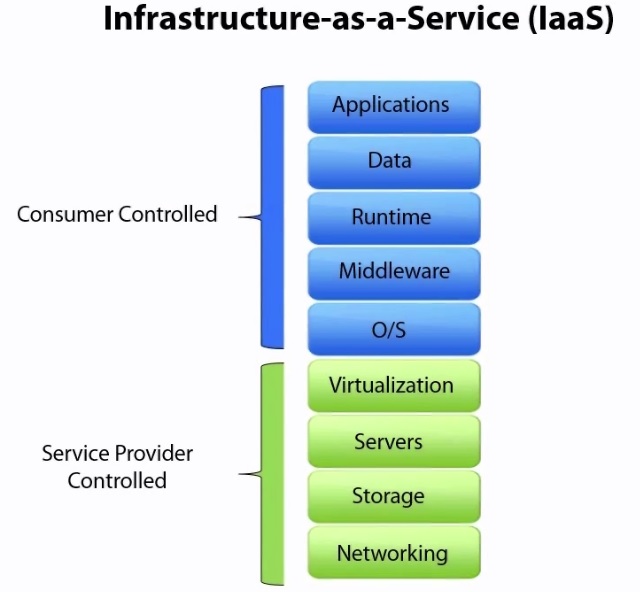 Infrastructure-as-a-Service (IaaS)
Applications
Data
Consumer Controlled
Runtime
Middleware
O/S
Virtualization
Servers
Service Provider
Controlled
Storage
Networking